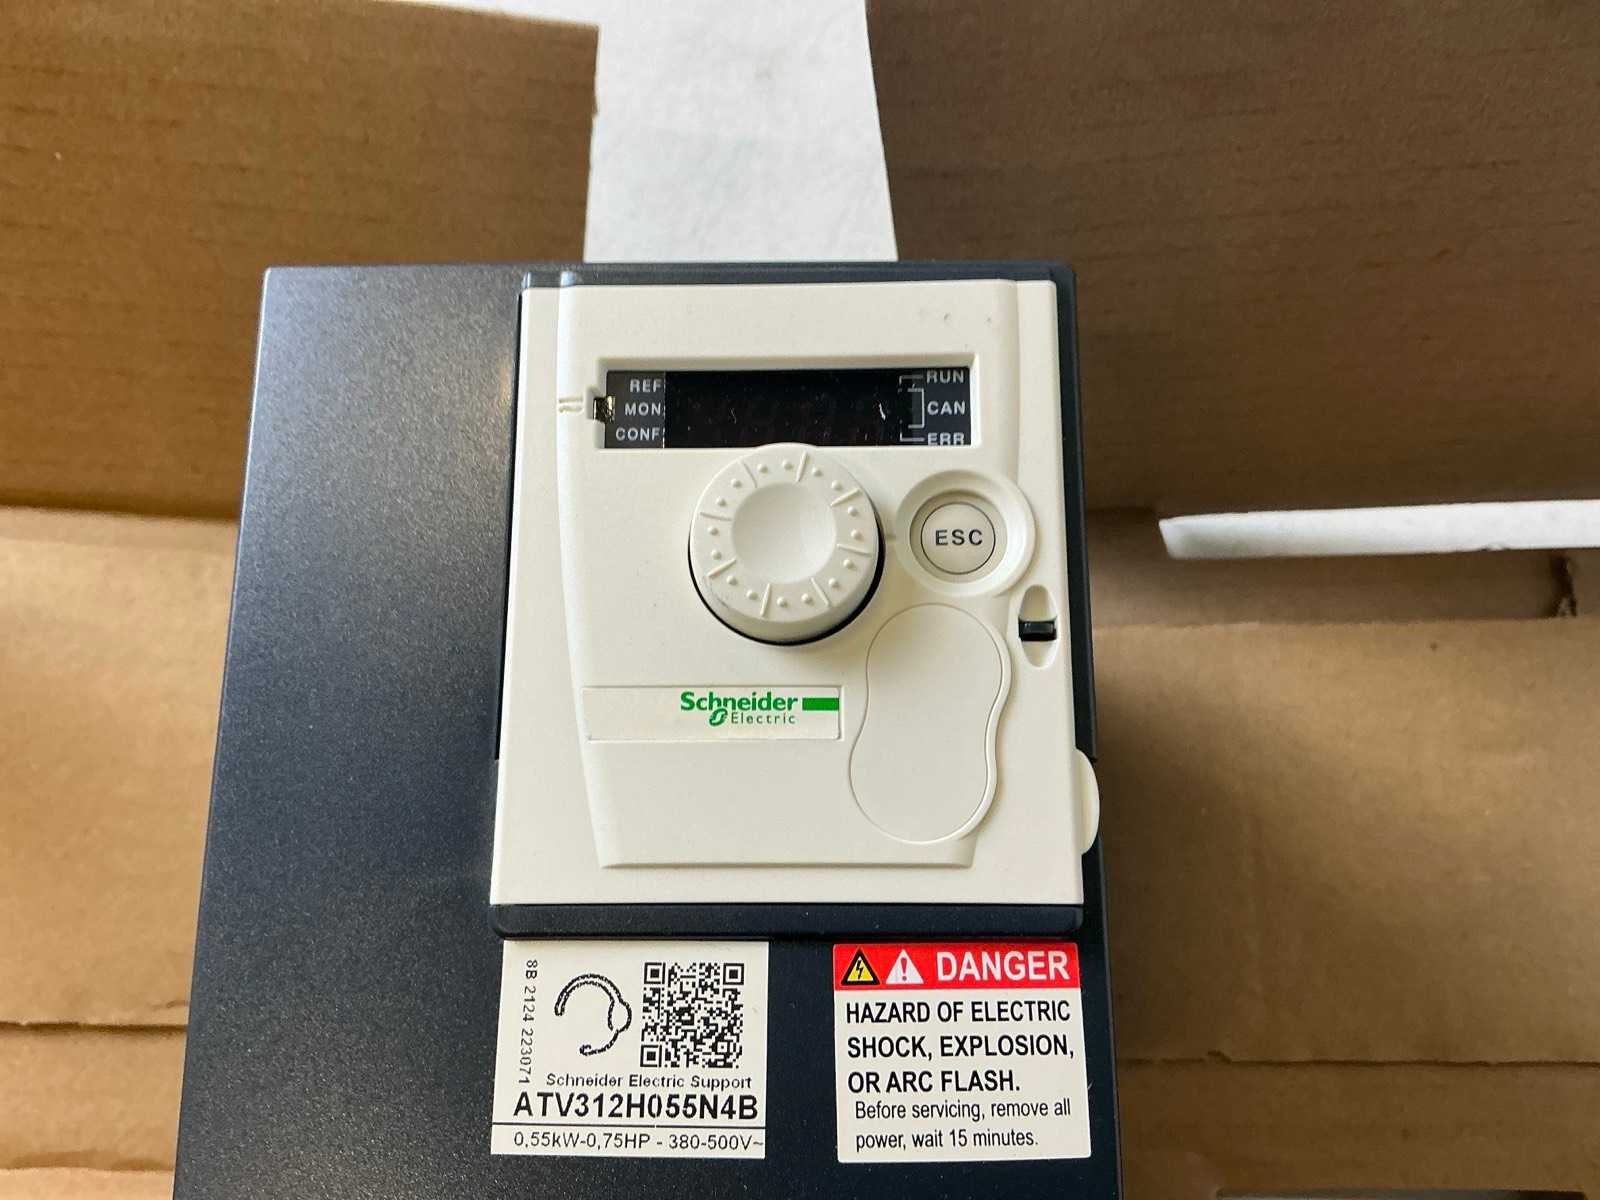 REF
MON
CONF
RUN
CAN
ERR
ESC
Schneider
Electric
8B 2124 223071
Schneider Electric Support
ATV312H055N4B
0,55kW-0,75HP - 380-500V~
DANGER
HAZARD OF ELECTRIC
SHOCK, EXPLOSION,
OR ARC FLASH.
Before servicing, remove all
power, wait 15 minutes.